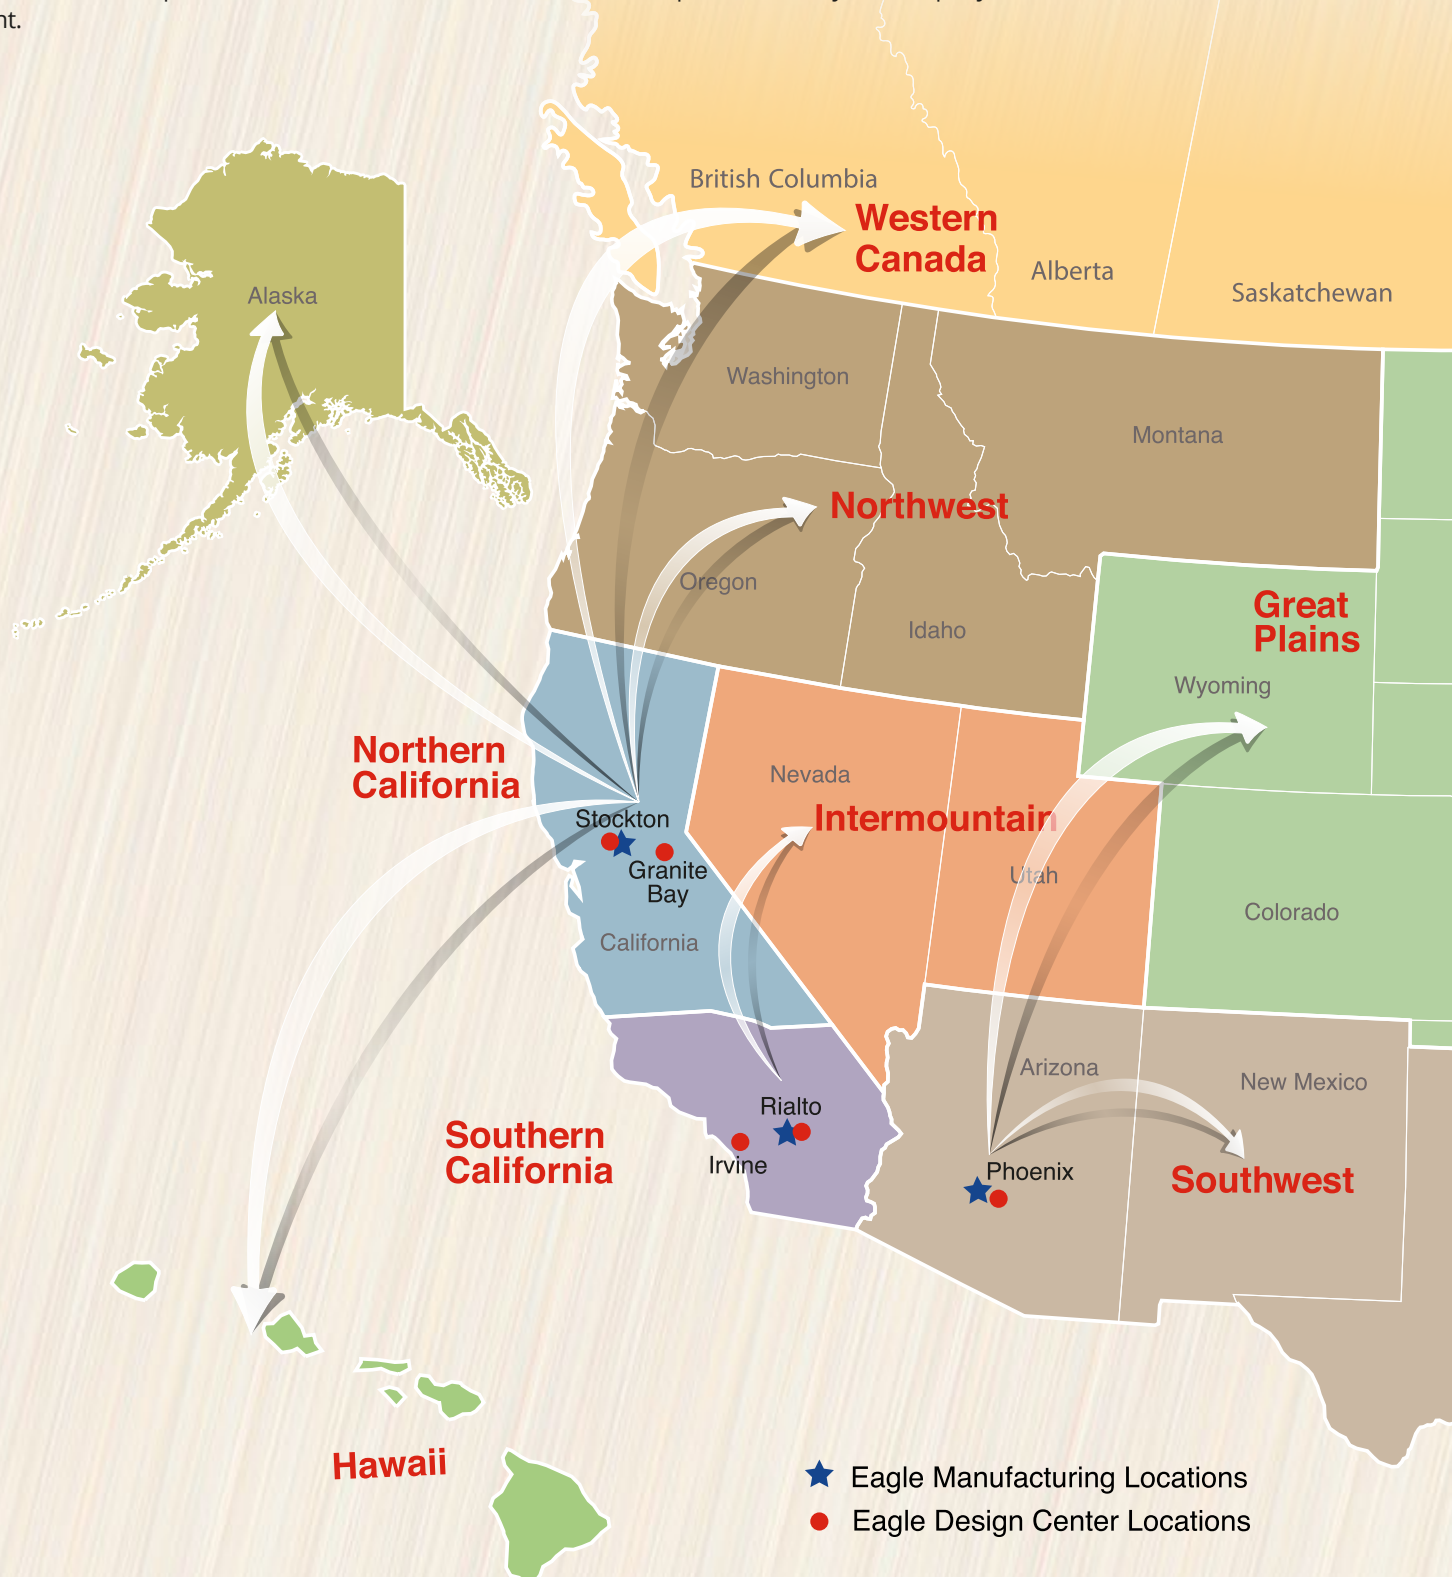 nt.
British Columbia
Western
Canada
Alberta
Saskatchewan
Alaska
Washington
Montana
Northwest
Oregon
Idaho
Great
Plains
Wyoming
Northern
California
Nevada
Intermountain
Stockton
Granite
Bay
Utah
Colorado
California
Arizona
New Mexico
Rialto
Southern
California
Irvine
Phoenix
Southwest
Hawaii
Eagle Manufacturing Locations
Eagle Design Center Locations